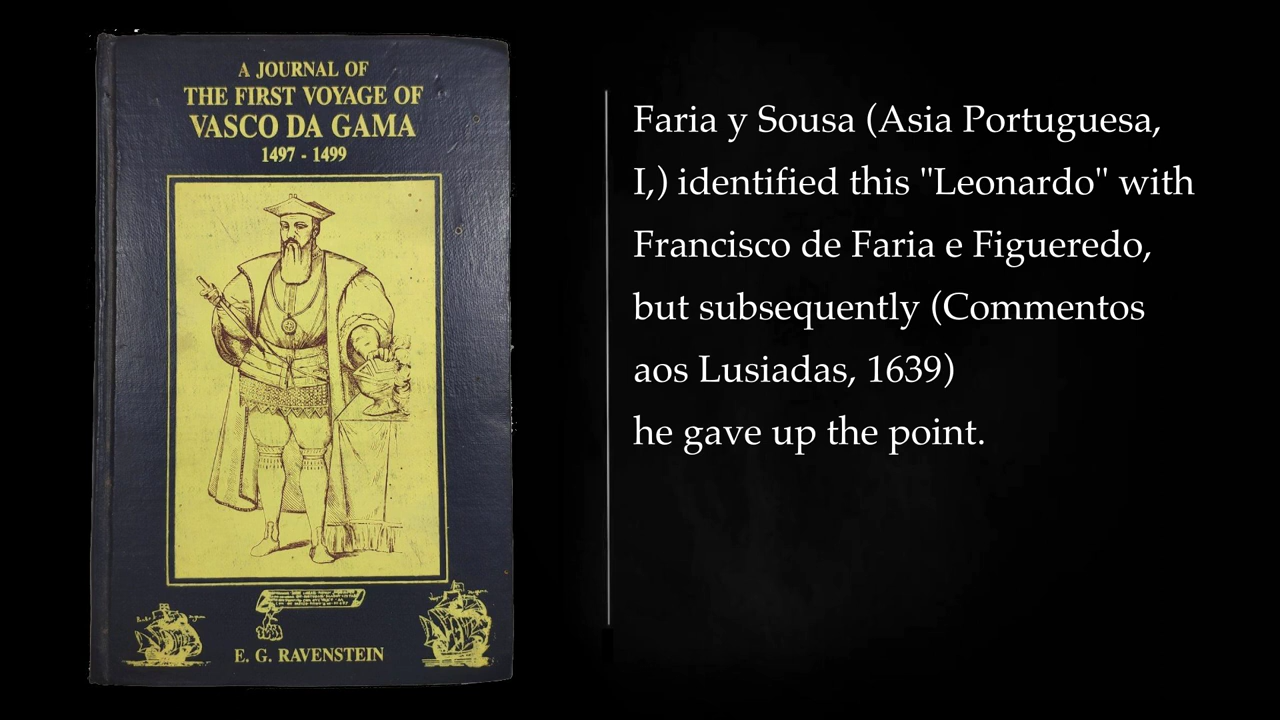 A JOURNAL OF
THE FIRST VOYAGE OF
VASCO DA GAMA
1497 - 1499
E. G. RAVENSTEIN
Faria y Sousa (Asia Portuguesa,
I,) identified this "Leonardo" with
Francisco de Faria e Figueredo,
but subsequently (Commentos
aos Lusiadas, 1639)
he gave up the point.